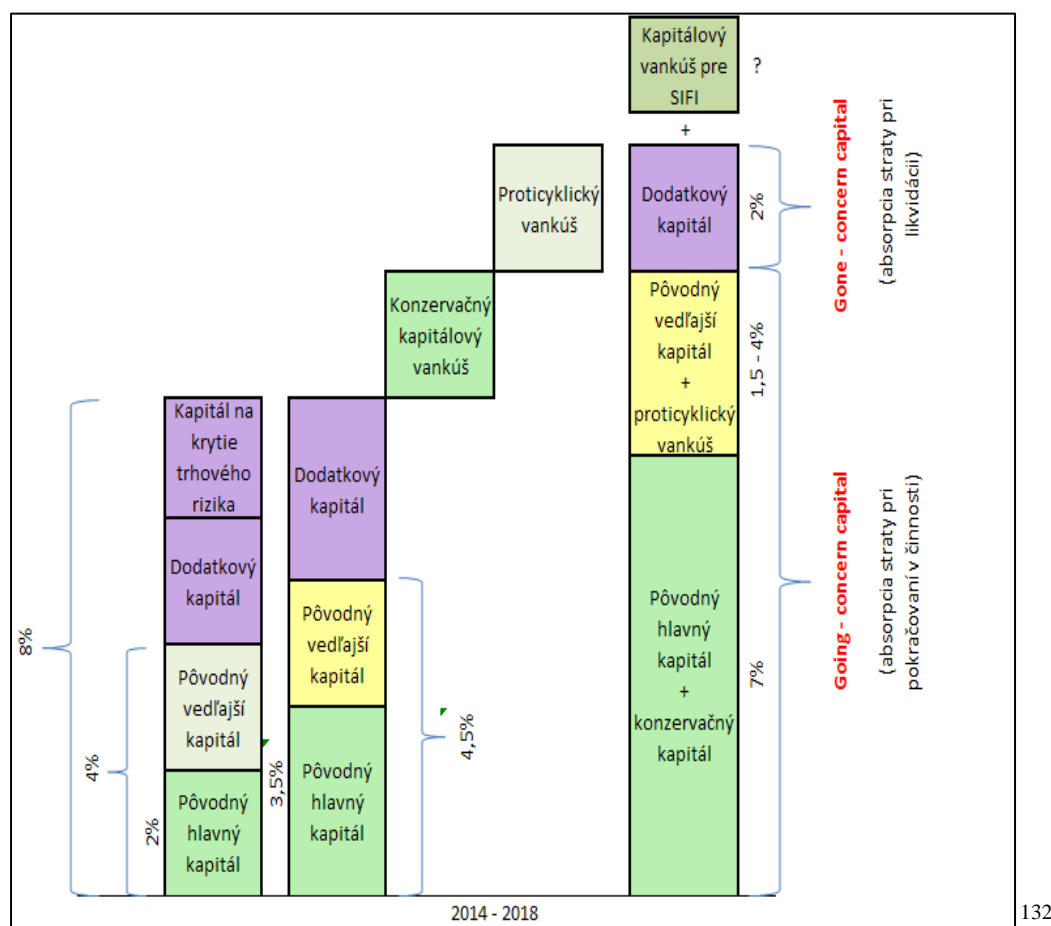 Kapitálový
vankúš pre
SIFI
?
+
Proticyklický
vankúš
Dodatkový
kapitál
2%
Gone - concern capital
(absorpcia straty pri
likvidácii)
Konzervačný
kapitálový
vankúš
Pôvodný
vedľajší
kapitál
+
proticyklický
vankúš
1,5 - 4%
8%
Kapitál na
krytie
trhového
rizika
Dodatkový
kapitál
4%
Pôvodný
vedľajší
kapitál
2%
Pôvodný
hlavný
kapitál
3,5%
Dodatkový
kapitál
Pôvodný
vedľajší
kapitál
Pôvodný
hlavný
kapitál
4,5%
Pôvodný
hlavný
kapitál
+
konzervačný
kapitál
7%
Going - concern capital
(absorpcia straty pri
pokračovaní v činnosti)
2014 - 2018
132